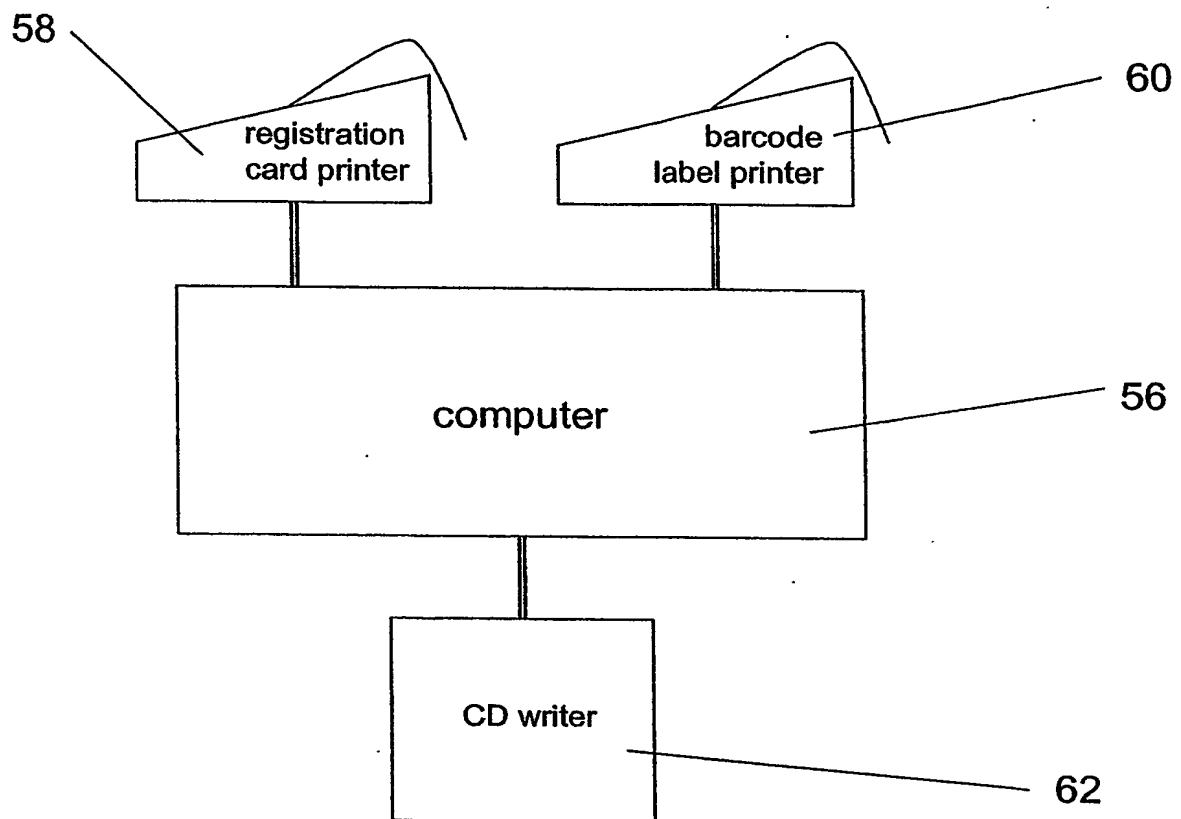 58
60
registration
card printer
barcode
label printer
56
computer
CD writer
62